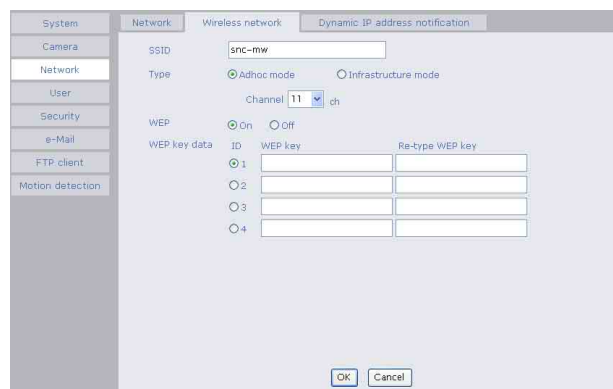 System
Camera
Network
User
Security
e-Mail
FTP client
Motion detection
Network Wireless network Dynamic IP address notification
SSID snc-mw
Type Adhoc mode Infrastructure mode
Channel 11 ch
WEP On Off
WEP key data ID WEP key Re-type WEP key
1
2
3
4
OK Cancel